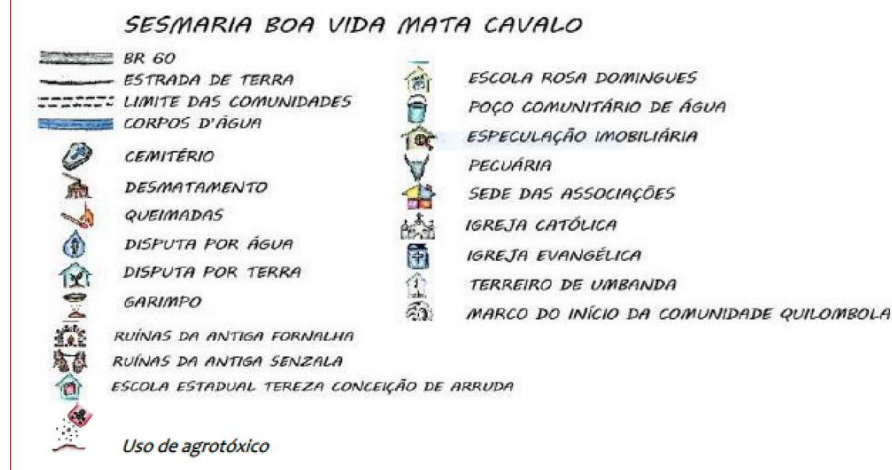 SESMARIA BOA VIDA MATA CAVALO
BR 60
ESTRADA DE TERRA
LIMITE DAS COMUNIDADES
CORPOS D'ÁGUA
CEMITÉRIO
DESMATAMENTO
QUEIMADAS
DISPUTA POR ÁGUA
DISPUTA POR TERRA
GARIMPO
RUÍNAS DA ANTIGA FORNALHA
RUÍNAS DA ANTIGA SENZALA
ESCOLA ESTADUAL TEREZA CONCEIÇÃO DE ARRUDA
Uso de agrotóxico
ESCOLA ROSA DOMINGUES
POÇO COMUNITÁRIO DE ÁGUA
ESPECULAÇÃO IMOBILIÁRIA
PECUÁRIA
SEDE DAS ASSOCIAÇÕES
IGREJA CATÓLICA
IGREJA EVANGÉLICA
TERREIRO DE UMBANDA
MARCO DO INÍCIO DA COMUNIDADE QUILOMBOLA